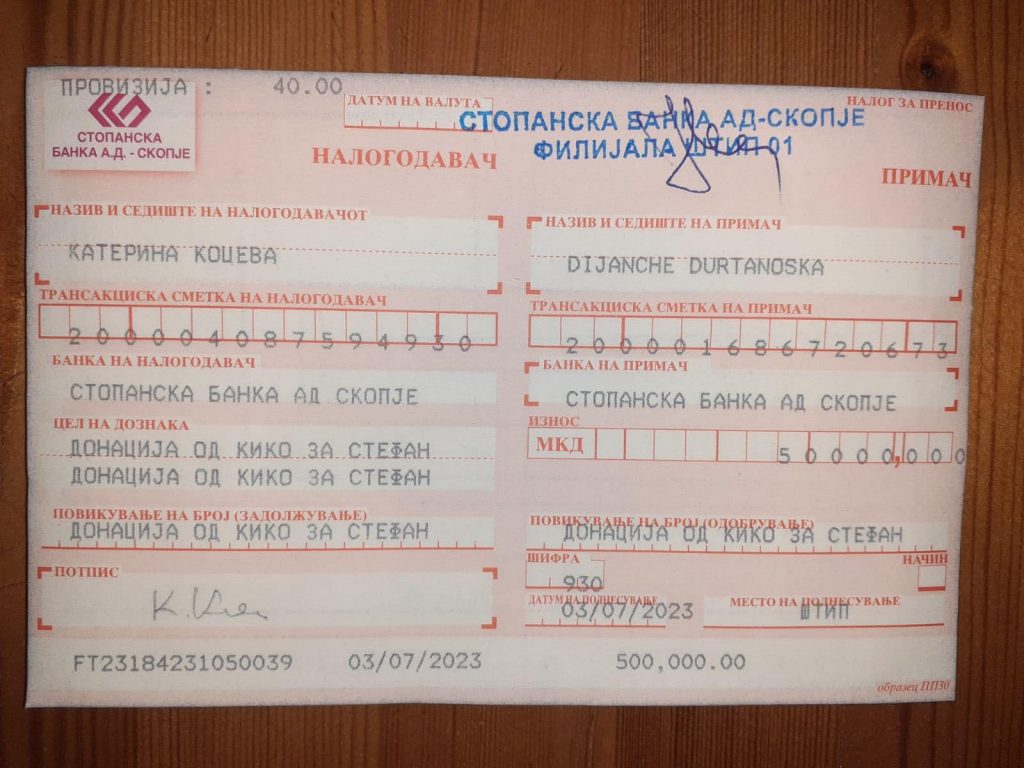 ПРОВИЗИЈА : 40.00
СТОПАНСКА
БАНКА А.Д. - СКОПЈЕ
ДАТУМ НА ВАЛУТА
НАЛОГ ЗА ПРЕНОС
СТОПАНСКА БАНКА АД-СКОПЈЕ
ФИЛИЈАЛА ШТИП 01
НАЛОГОДАВАЧ
ПРИМАЧ
НАЗИВ И СЕДИШТЕ НА НАЛОГОДАВАЧОТ
КАТЕРИНА КОЦЕВА
ТРАНСАКЦИСКА СМЕТКА НА НАЛОГОДАВАЧ
200004087594930
БАНКА НА НАЛОГОДАВАЧ
СТОПАНСКА БАНКА АД СКОПЈЕ
ЦЕЛ НА ДОЗНАКА
ДОНАЦИЈА ОД КИКО ЗА СТЕФАН
ДОНАЦИЈА ОД КИКО ЗА СТЕФАН
ПОВИКУВАЊЕ НА БРОЈ (ЗАДОЛЖУВАЊЕ)
ДОНАЦИЈА ОД КИКО ЗА СТЕФАН
ПОТПИС
НАЗИВ И СЕДИШТЕ НА ПРИМАЧ
DIJANCHE DURTANOSKA
ТРАНСАКЦИСКА СМЕТКА НА ПРИМАЧ
200001686720673
БАНКА НА ПРИМАЧ
СТОПАНСКА БАНКА АД СКОПЈЕ
ИЗНОС
МКД 50000,000
ПОВИКУВАЊЕ НА БРОЈ (ОДОБРУВАЊЕ)
ДОНАЦИЈА ОД КИКО ЗА СТЕФАН
ШИФРА
930
НАЧИН
ДАТУМ НА ПОДНЕСУВАЊЕ
03/07/2023
МЕСТО НА ПОДНЕСУВАЊЕ
ШТИП
FT23184231050039 03/07/2023 500,000.00
образец ПП30